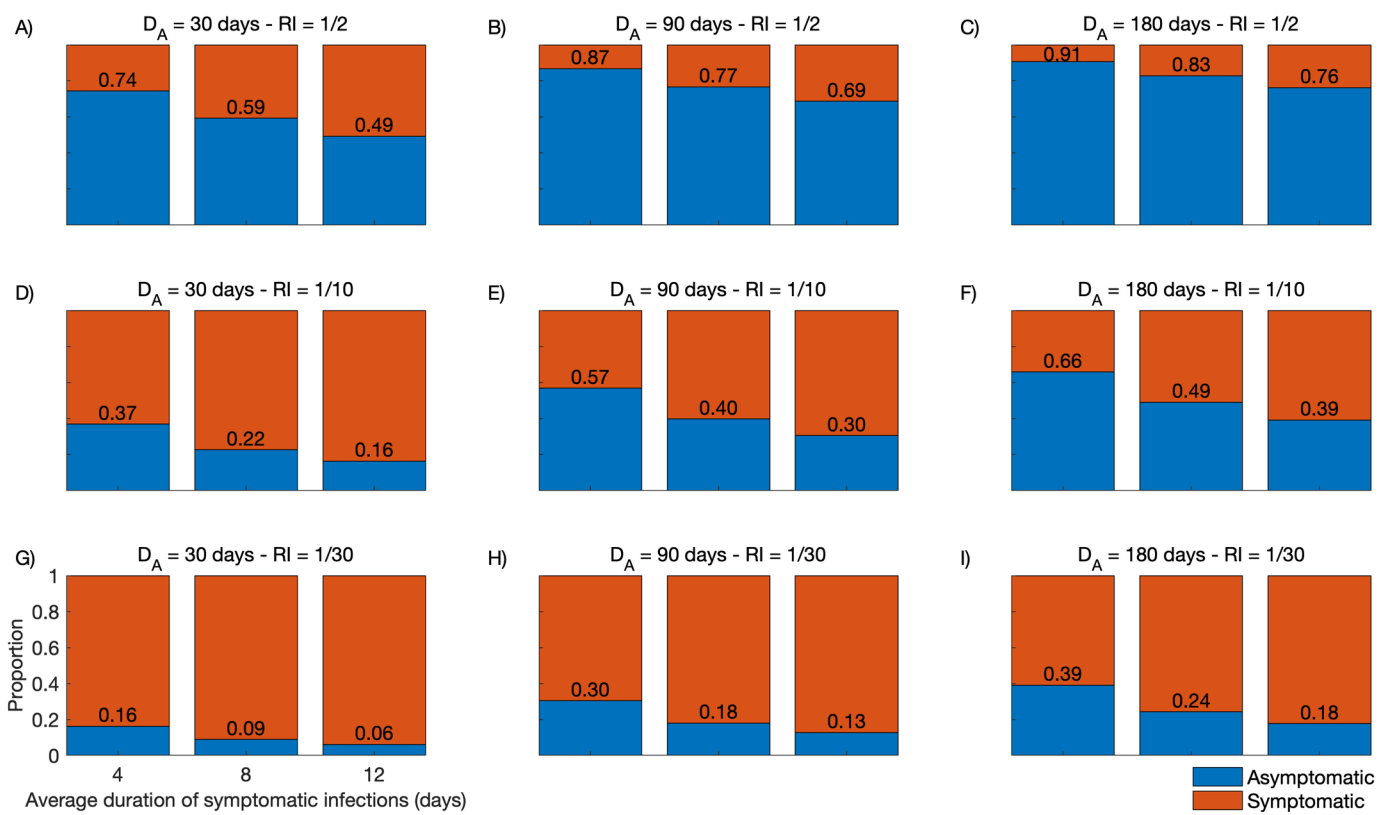 A) D_A = 30 days - RI = 1/2
B) D_A = 90 days - RI = 1/2
C) D_A = 180 days - RI = 1/2
0.74
0.59
0.49
0.87
0.77
0.69
0.91
0.83
0.76
D) D_A = 30 days - RI = 1/10
E) D_A = 90 days - RI = 1/10
F) D_A = 180 days - RI = 1/10
0.37
0.22
0.16
0.57
0.40
0.30
0.66
0.49
0.39
G) D_A = 30 days - RI = 1/30
H) D_A = 90 days - RI = 1/30
I) D_A = 180 days - RI = 1/30
Proportion
1
0.8
0.6
0.4
0.2
0
0.16
0.09
0.06
0.30
0.18
0.13
0.39
0.24
0.18
4
8
12
Average duration of symptomatic infections (days)
Asymptomatic
Symptomatic